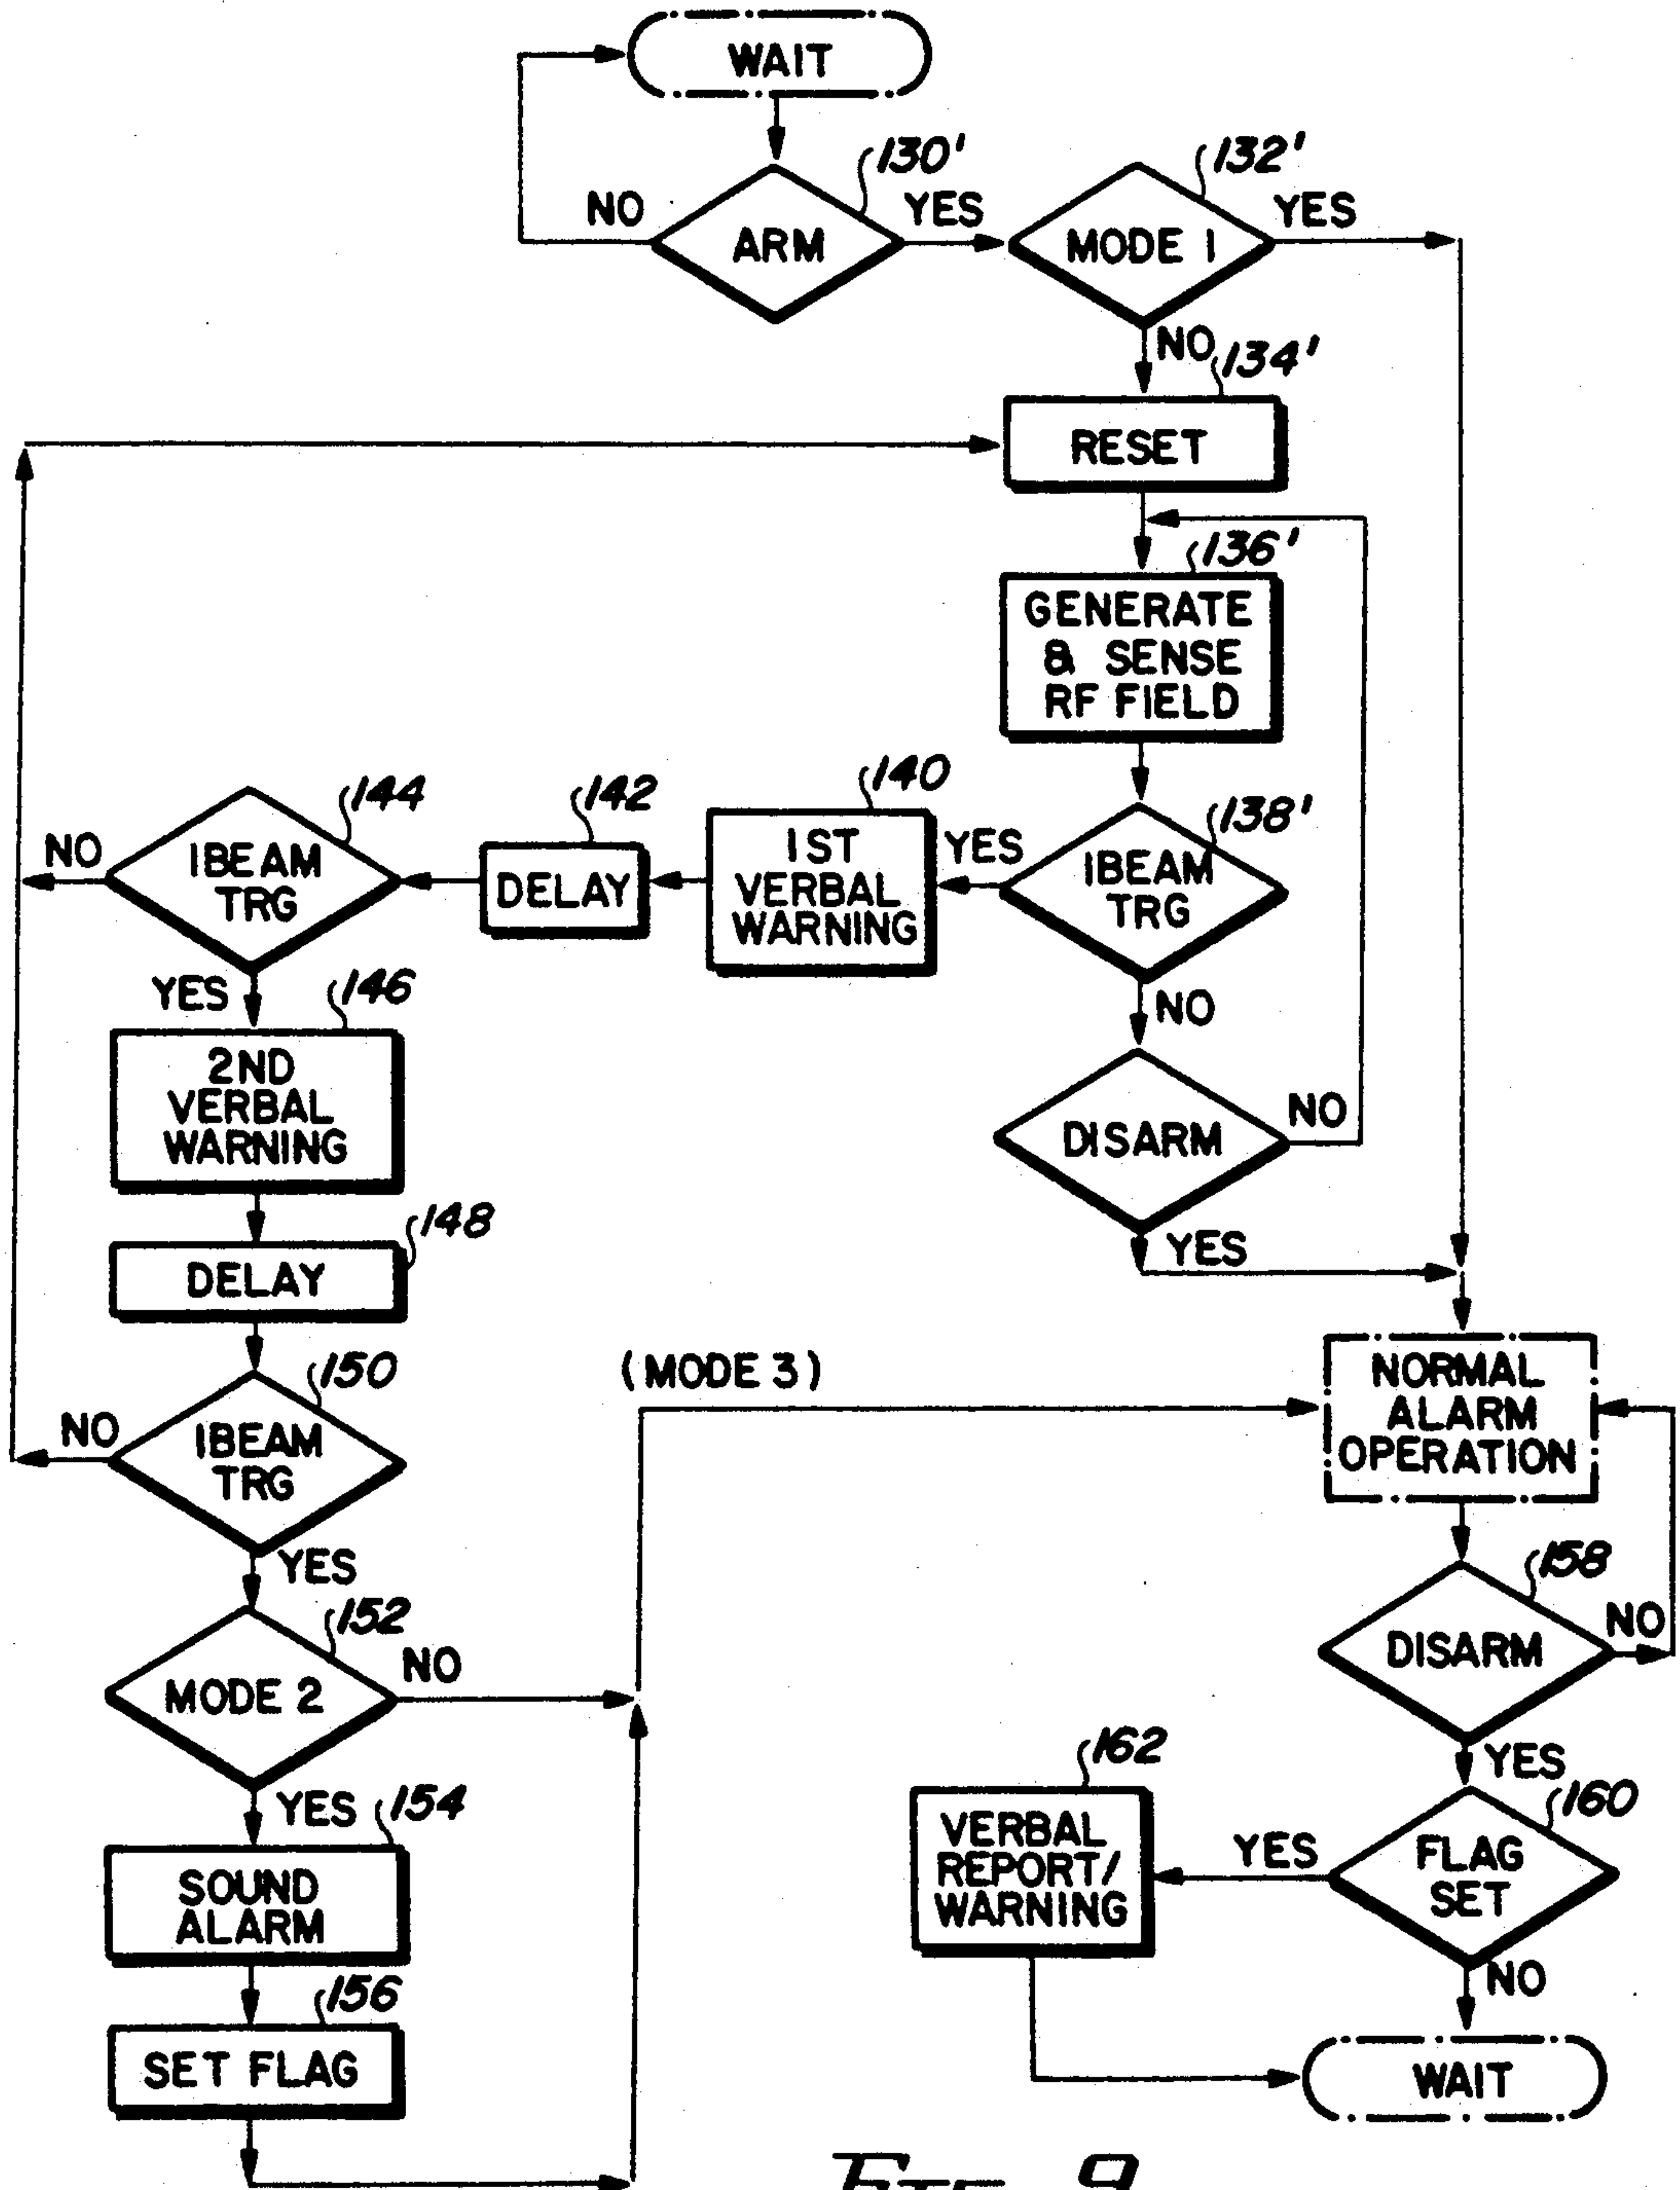 WAIT
130'
132'
NO
YES
YES
ARM
MODE 1
NO
134'
RESET
136'
GENERATE
& SENSE
RF FIELD
144
142
140
138'
NO
IBEAM
TRG
DELAY
1ST
VERBAL
WARNING
YES
IBEAM
TRG
YES
146
NO
2ND
VERBAL
WARNING
DISARM
NO
148
YES
DELAY
150
(MODE 3)
NORMAL
ALARM
OPERATION
NO
IBEAM
TRG
YES
158
152
NO
DISARM
NO
MODE 2
162
YES
YES
154
160
VERBAL
REPORT/
WARNING
YES
FLAG
SET
SOUND
ALARM
156
NO
SET FLAG
WAIT
FIG. 9